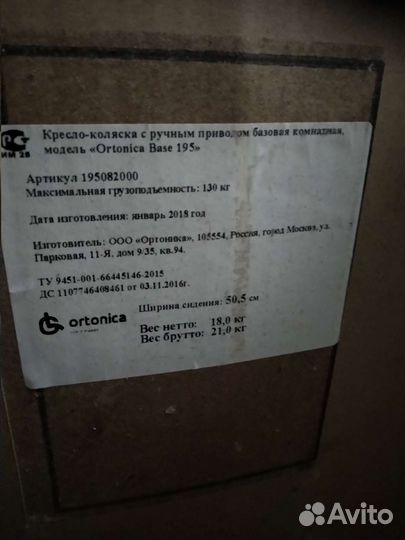 РСТ
ИМ 28
Кресло-коляска с ручным приводом базовая комнатная,
модель «Ortonica Base 195»
Артикул 195082000
Максимальная грузоподъемность: 130 кг
Дата изготовления: январь 2018 год
Изготовитель: ООО «Ортоника», 105554, Россия, город Москва, ул.
Парковая, 11-Я, дом 9/35, кв.94.
ТУ 9451-001-66445146-2015
ДС 1107746408461 от 03.11.2016г.
Ширина сидения: 50,5 см
ortonica
Вес нетто: 18,0 кг
Вес брутто: 21,0 кг
Avito